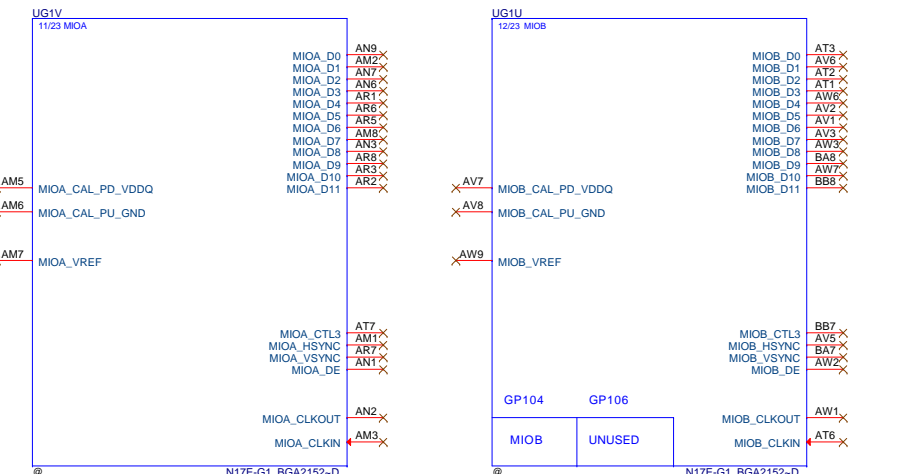 UG1V
11/23 MIOA
MIOA_D0 AN9
MIOA_D1 AM2
MIOA_D2 AN7
MIOA_D3 AN6
MIOA_D4 AR1
MIOA_D5 AR6
MIOA_D6 AR5
MIOA_D7 AM8
MIOA_D8 AN3
MIOA_D9 AR8
MIOA_D10 AR3
MIOA_D11 AR2
AM5 MIOA_CAL_PD_VDDQ
AM6 MIOA_CAL_PU_GND
AM7 MIOA_VREF
MIOA_CTL3 AT7
MIOA_HSYNC AM1
MIOA_VSYNC AR7
MIOA_DE AN1
MIOA_CLKOUT AN2
MIOA_CLKIN AM3
@ N17E-G1_BGA2152~D
UG1U
12/23 MIOB
MIOB_D0 AT3
MIOB_D1 AV6
MIOB_D2 AT2
MIOB_D3 AT1
MIOB_D4 AW6
MIOB_D5 AV2
MIOB_D6 AV1
MIOB_D7 AV3
MIOB_D8 AW3
MIOB_D9 BA8
MIOB_D10 AW7
MIOB_D11 BB8
AV7 MIOB_CAL_PD_VDDQ
AV8 MIOB_CAL_PU_GND
AW9 MIOB_VREF
MIOB_CTL3 BB7
MIOB_HSYNC AV5
MIOB_VSYNC BA7
MIOB_DE AW2
GP104 GP106
MIOB UNUSED
MIOB_CLKOUT AW1
MIOB_CLKIN AT6
@ N17E-G1_BGA2152~D